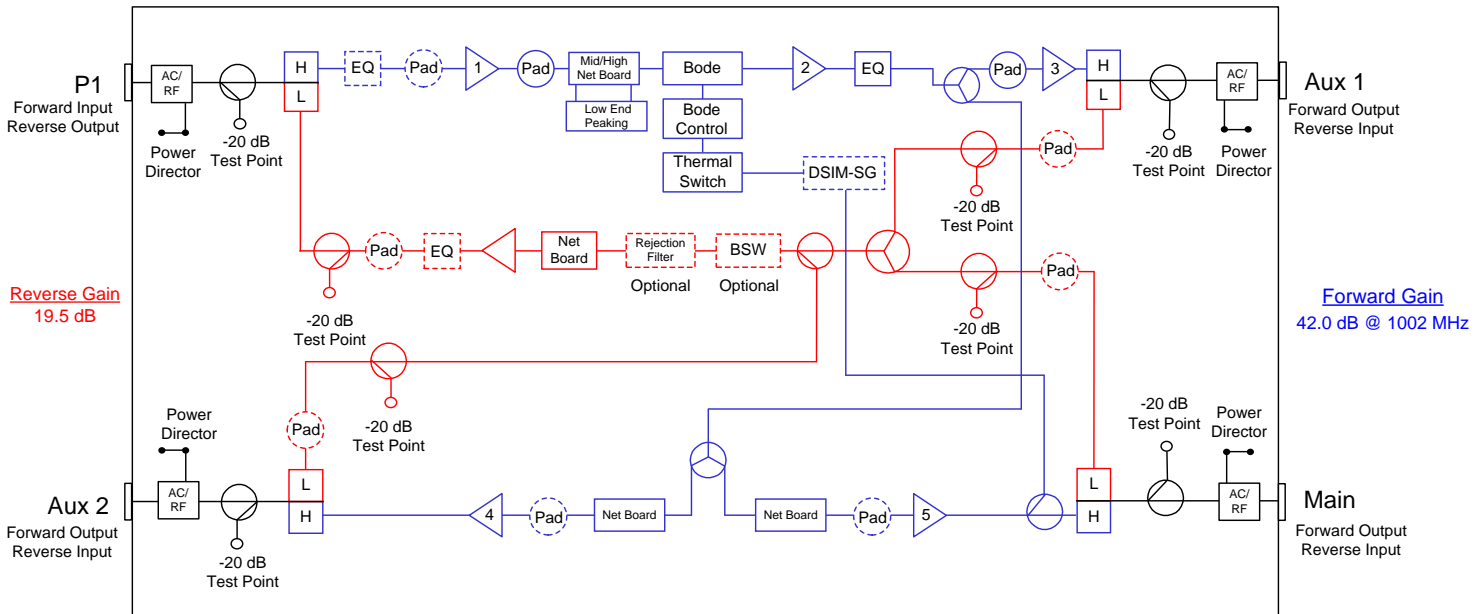 P1
Forward Input
Reverse Output
AC/
RF
Power
Director
-20 dB
Test Point
H
L
EQ
Pad
1
Pad
Mid/High
Net Board
Low End
Peaking
Bode
Bode
Control
Thermal
Switch
DSIM-SG
2
EQ
Pad
3
H
L
-20 dB
Test Point
AC/
RF
Power
Director
Aux 1
Forward Output
Reverse Input
Pad
-20 dB
Test Point
-20 dB
Test Point
Pad
EQ
Net
Board
Rejection
Filter
Optional
BSW
Optional
Pad
-20 dB
Test Point
Reverse Gain
19.5 dB
Forward Gain
42.0 dB @ 1002 MHz
-20 dB
Test Point
Pad
Power
Director
Aux 2
Forward Output
Reverse Input
AC/
RF
-20 dB
Test Point
L
H
4
Pad
Net Board
Net Board
Pad
5
L
H
-20 dB
Test Point
Power
Director
AC/
RF
Main
Forward Output
Reverse Input